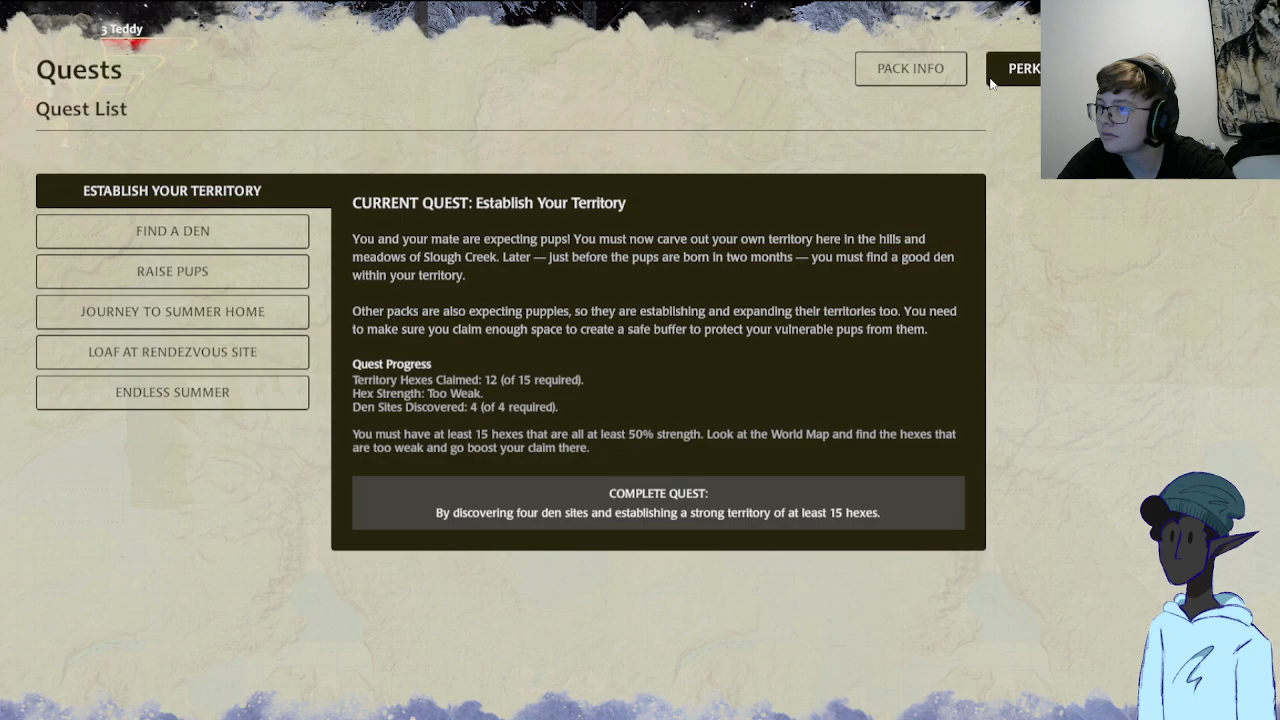 3 Teddy
Quests
PACK INFO
PERK
Quest List
ESTABLISH YOUR TERRITORY
FIND A DEN
RAISE PUPS
JOURNEY TO SUMMER HOME
LOAF AT RENDEZVOUS SITE
ENDLESS SUMMER
CURRENT QUEST: Establish Your Territory
You and your mate are expecting pups! You must now carve out your own territory here in the hills and
meadows of Slough Creek. Later — just before the pups are born in two months — you must find a good den
within your territory.
Other packs are also expecting puppies, so they are establishing and expanding their territories too. You need
to make sure you claim enough space to create a safe buffer to protect your vulnerable pups from them.
Quest Progress
Territory Hexes Claimed: 12 (of 15 required).
Hex Strength: Too Weak.
Den Sites Discovered: 4 (of 4 required).
You must have at least 15 hexes that are all at least 50% strength. Look at the World Map and find the hexes that
are too weak and go boost your claim there.
COMPLETE QUEST:
By discovering four den sites and establishing a strong territory of at least 15 hexes.